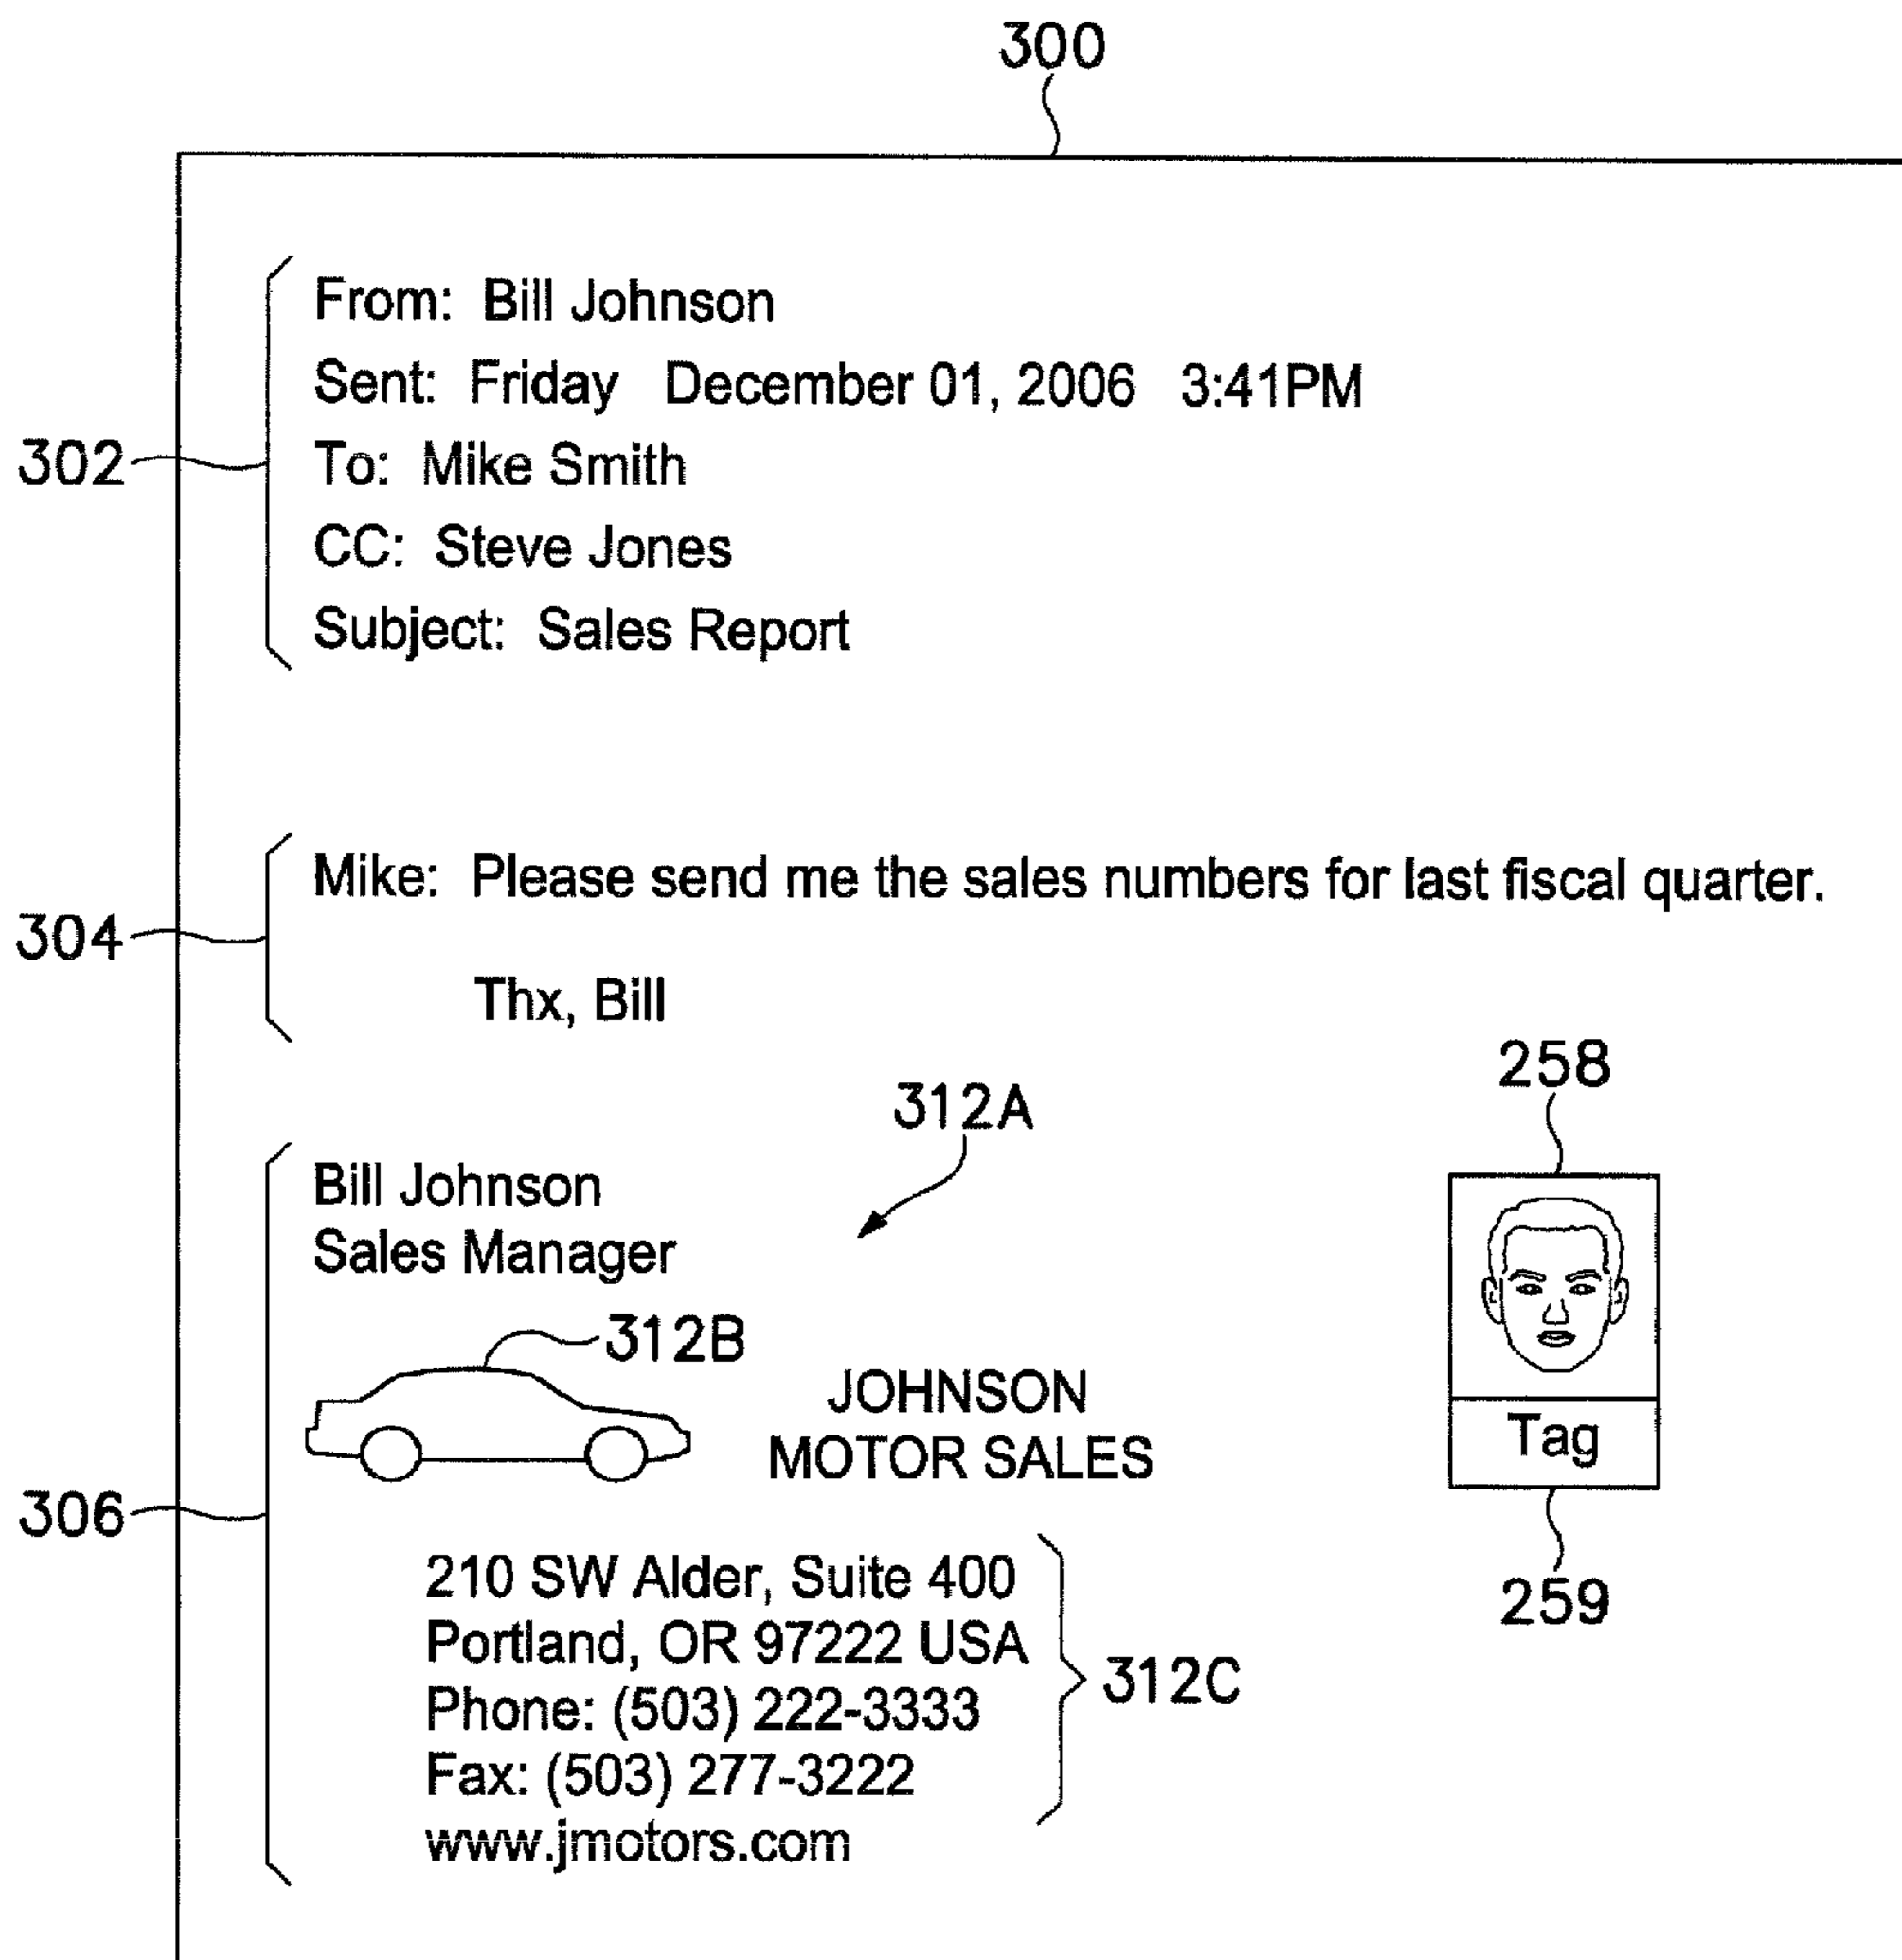 300
From: Bill Johnson
Sent: Friday December 01, 2006 3:41PM
302
To: Mike Smith
CC: Steve Jones
Subject: Sales Report
Mike: Please send me the sales numbers for last fiscal quarter.
304
Thx, Bill
258
312A
Bill Johnson
Sales Manager
312B
JOHNSON
MOTOR SALES
Tag
306
259
210 SW Alder, Suite 400
Portland, OR 97222 USA
312C
Phone: (503) 222-3333
Fax: (503) 277-3222
www.jmotors.com